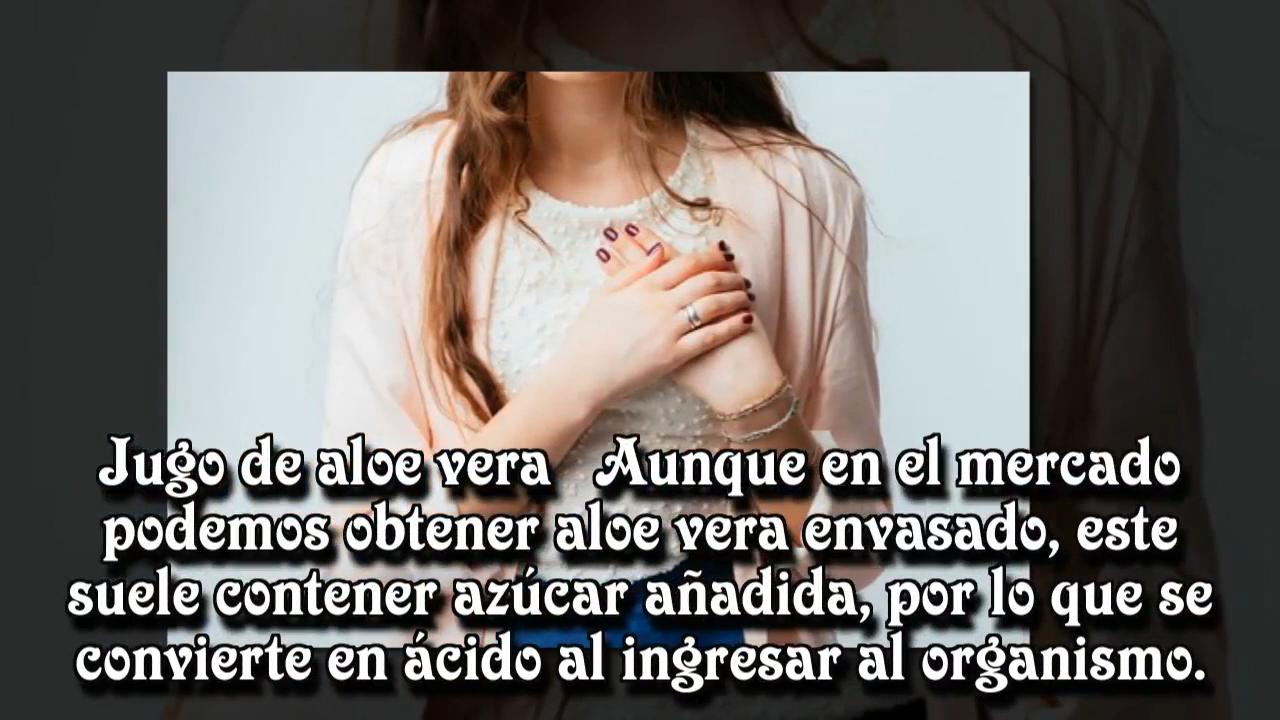 Jugo de aloe vera Aunque en el mercado
podemos obtener aloe vera envasado, este
suele contener azúcar añadida, por lo que se
convierte en ácido al ingresar al organismo.